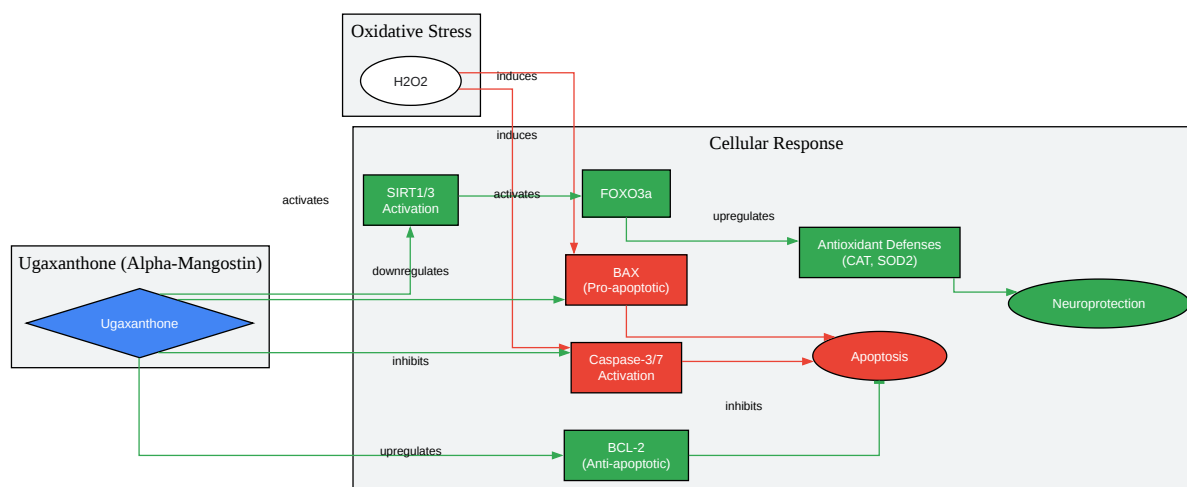 Oxidative Stress
H2O2
induces
induces
Cellular Response
SIRT1/3
Activation
activates
activates
FOXO3a
upregulates
Antioxidant Defenses
(CAT, SOD2)
Ugaxanthone (Alpha-Mangostin)
Ugaxanthone
downregulates
BAX
(Pro-apoptotic)
Neuroprotection
inhibits
Caspase-3/7
Activation
Apoptosis
inhibits
upregulates
BCL-2
(Anti-apoptotic)